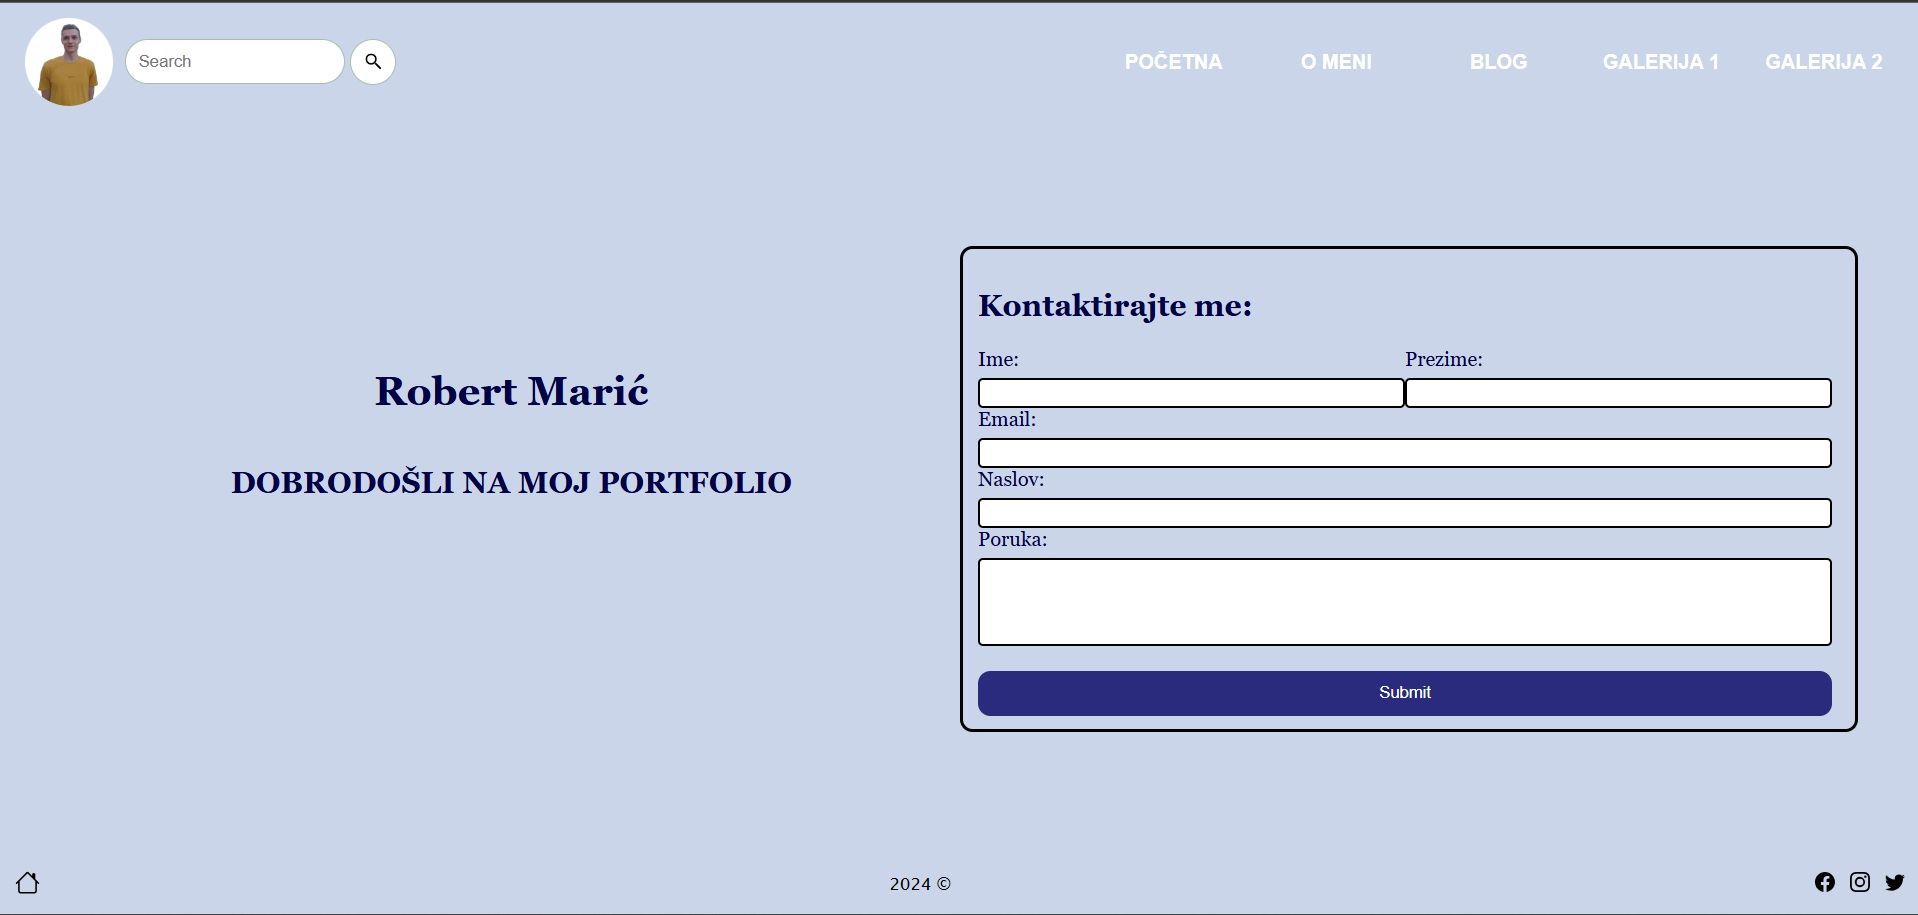 Search
POČETNA O MENI BLOG GALERIJA 1 GALERIJA 2
Robert Marić
DOBRODOŠLI NA MOJ PORTFOLIO
Kontaktirajte me:
Ime: Prezime:
Email:
Naslov:
Poruka:
Submit
2024 ©